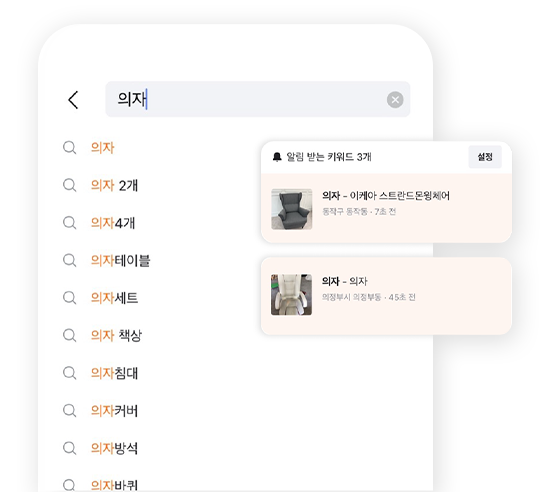 의자
의자
의자 2개
의자4개
의자테이블
의자세트
의자 책상
의자침대
의자커버
의자방석
의자바퀴
알림 받는 키워드 3개
설정
의자 - 이케아 스트란드몬윙체어
동작구 동작동 · 7초 전
의자 - 의자
의정부시 의정부동 · 45초 전